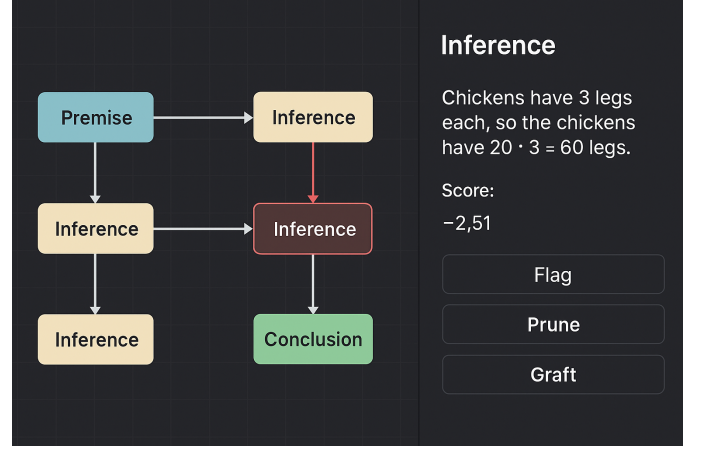 Premise
Inference
Inference
Inference
Inference
Conclusion
Inference
Chickens have 3 legs
each, so the chickens
have 20 · 3 = 60 legs.
Score:
−2,51
Flag
Prune
Graft